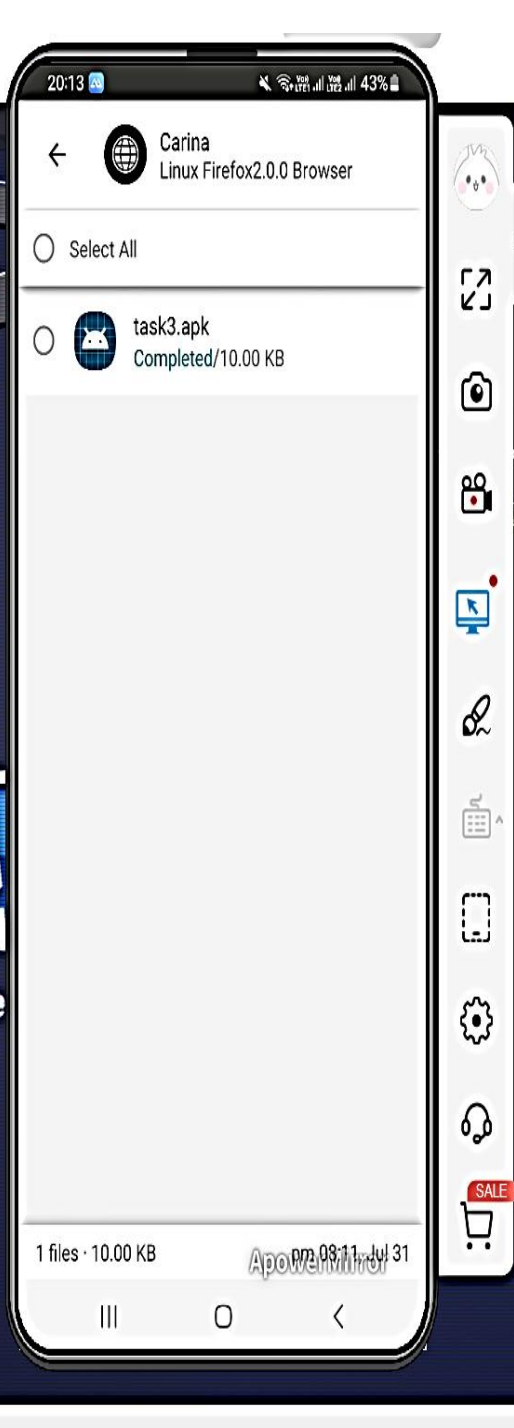 20:13 43%
Carina
Linux Firefox2.0.0 Browser
Select All
task3.apk
Completed/10.00 KB
1 files · 10.00 KB pm 08:11, Jul 31
ApowerMirror
SALE